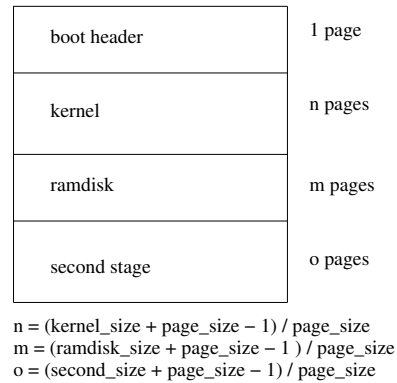 boot header 1 page
kernel n pages
ramdisk m pages
second stage o pages
n = (kernel_size + page_size − 1) / page_size
m = (ramdisk_size + page_size − 1 ) / page_size
o = (second_size + page_size − 1) / page_size